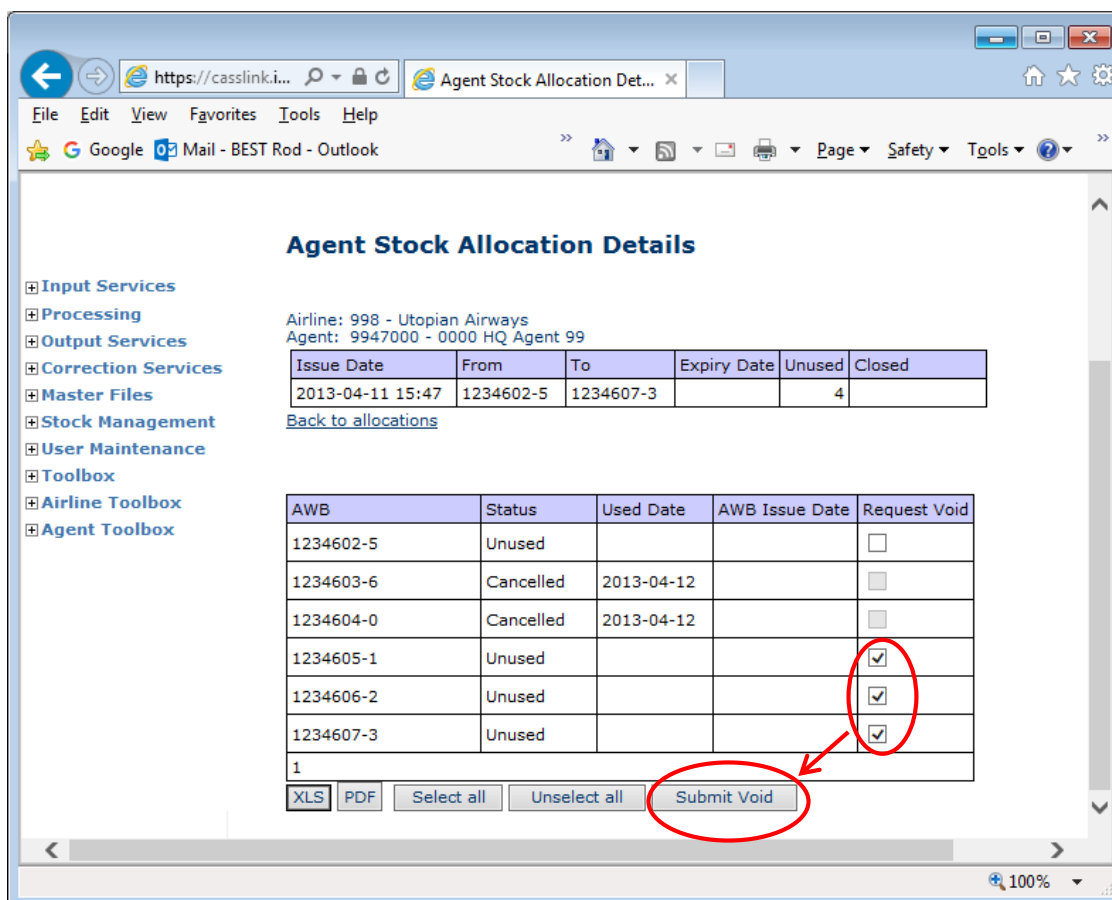 https://casslink.i...
Agent Stock Allocation Det...
File Edit View Favorites Tools Help
Google Mail - BEST Rod - Outlook Page Safety Tools
Agent Stock Allocation Details
Input Services
Processing
Output Services
Correction Services
Master Files
Stock Management
User Maintenance
Toolbox
Airline Toolbox
Agent Toolbox
Airline: 998 - Utopian Airways
Agent: 9947000 - 0000 HQ Agent 99
Issue Date From To Expiry Date Unused Closed
2013-04-11 15:47 1234602-5 1234607-3 4
Back to allocations
AWB Status Used Date AWB Issue Date Request Void
1234602-5 Unused
1234603-6 Cancelled 2013-04-12
1234604-0 Cancelled 2013-04-12
1234605-1 Unused
1234606-2 Unused
1234607-3 Unused
1
XLS PDF Select all Unselect all Submit Void
100%